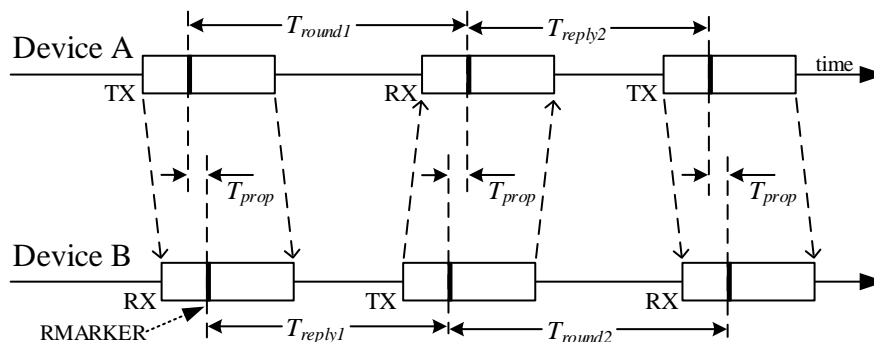 T_round1
T_reply2
Device A
time
TX
RX
TX
T_prop
T_prop
T_prop
Device B
RX
TX
RX
RMARKER
T_reply1
T_round2